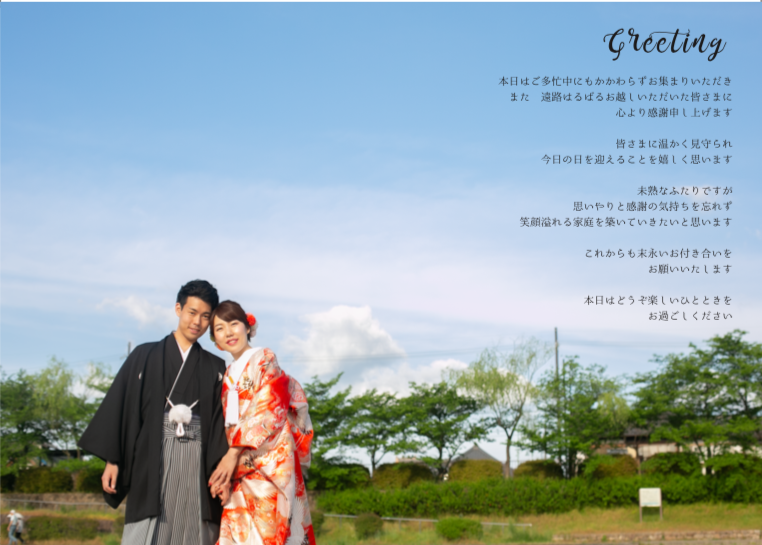 Greeting
本日はご多忙中にもかかわらずお集まりいただき
また　遠路はるばるお越しいただいた皆さまに
心より感謝申し上げます
皆さまに温かく見守られ
今日の日を迎えることを嬉しく思います
未熟なふたりですが
思いやりと感謝の気持ちを忘れず
笑顔溢れる家庭を築いていきたいと思います
これからも末永いお付き合いを
お願いいたします
本日はどうぞ楽しいひとときを
お過ごしください